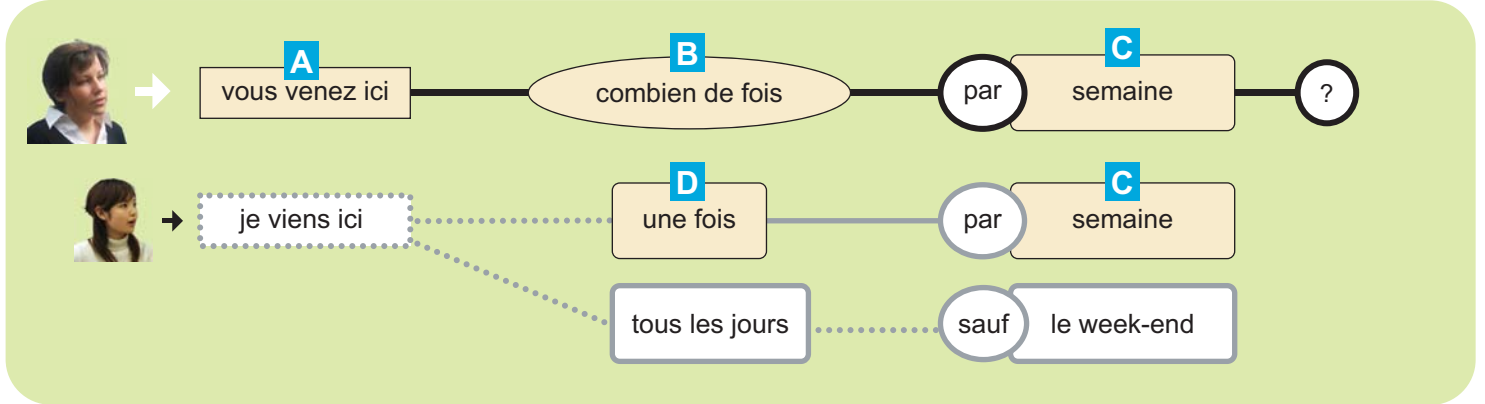 A B C
vous venez ici combien de fois par semaine ?
D C
je viens ici une fois par semaine
tous les jours sauf le week-end